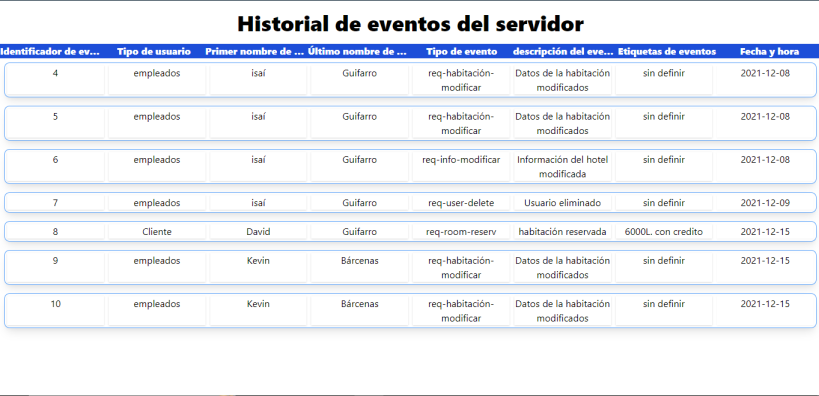 Historial de eventos del servidor
Identificador de ev... Tipo de usuario Primer nombre de ... Último nombre de ... Tipo de evento descripción del eve... Etiquetas de eventos Fecha y hora
4 empleados isaí Guifarro req-habitación- Datos de la habitación sin definir 2021-12-08
modificar modificados
5 empleados isaí Guifarro req-habitación- Datos de la habitación sin definir 2021-12-08
modificar modificados
6 empleados isaí Guifarro req-info-modificar Información del hotel sin definir 2021-12-08
modificada
7 empleados isaí Guifarro req-user-delete Usuario eliminado sin definir 2021-12-09
8 Cliente David Guifarro req-room-reserv habitación reservada 6000L. con credito 2021-12-15
9 empleados Kevin Bárcenas req-habitación- Datos de la habitación sin definir 2021-12-15
modificar modificados
10 empleados Kevin Bárcenas req-habitación- Datos de la habitación sin definir 2021-12-15
modificar modificados